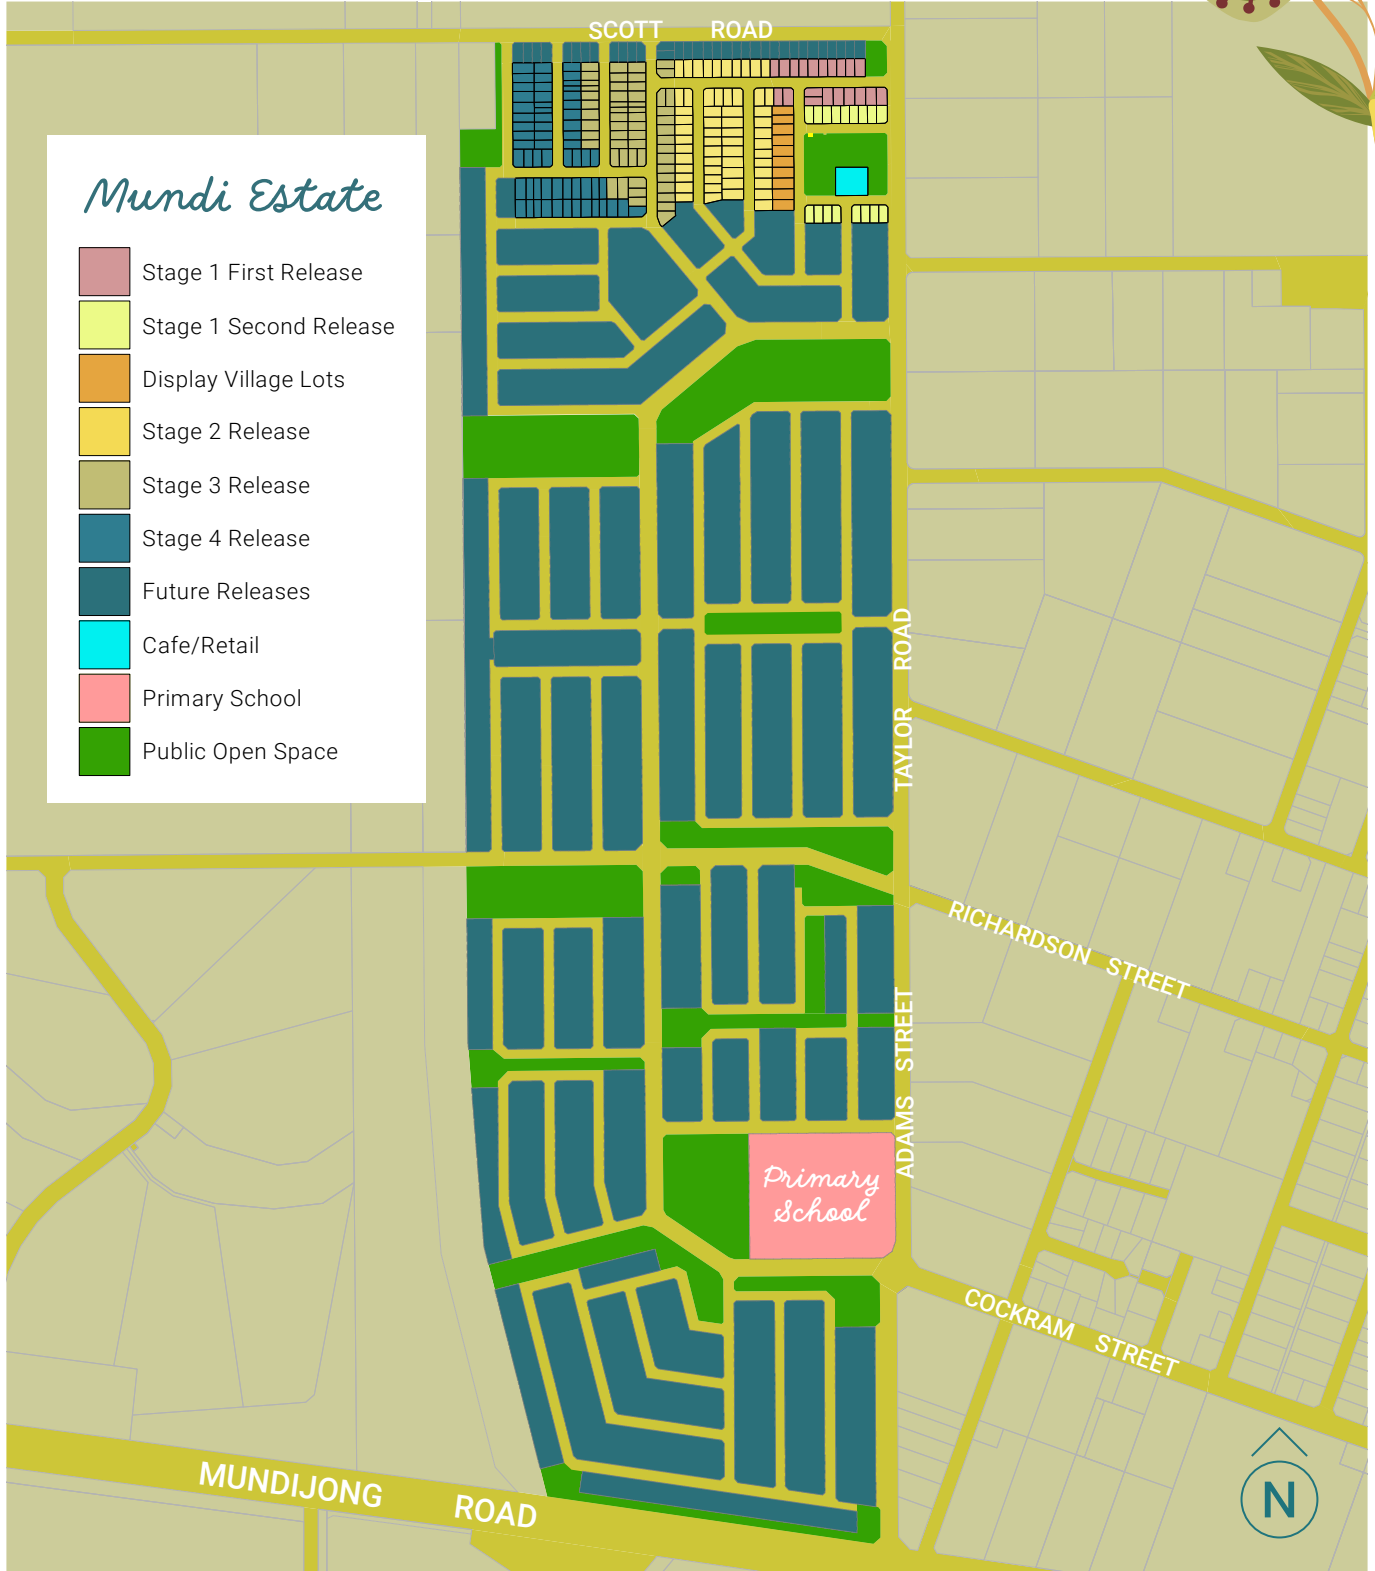 SCOTT ROAD
Mundi Estate
Stage 1 First Release
Stage 1 Second Release
Display Village Lots
Stage 2 Release
Stage 3 Release
Stage 4 Release
Future Releases
Cafe/Retail
Primary School
Public Open Space
TAYLOR ROAD
RICHARDSON STREET
ADAMS STREET
Primary
School
COCKRAM STREET
MUNDIJONG ROAD
N